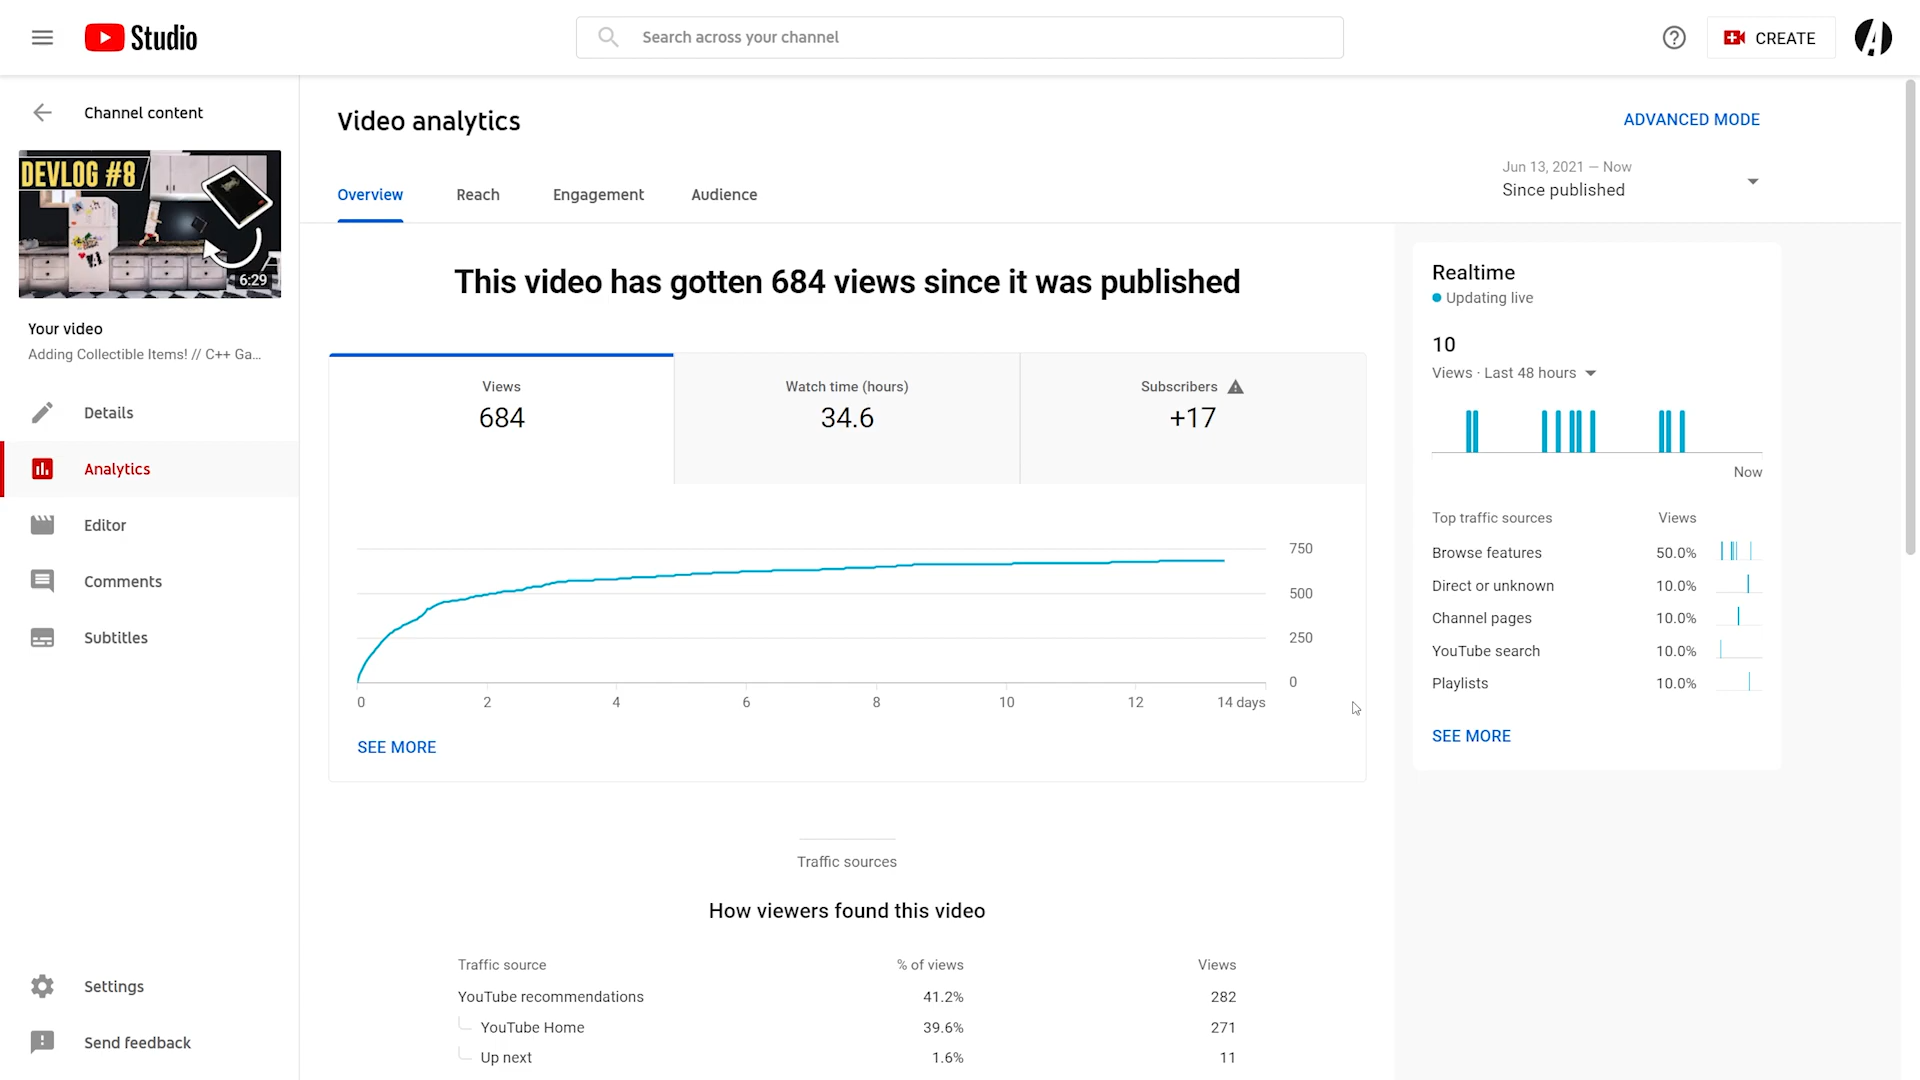 Studio
Search across your channel
CREATE
Channel content
DEVLOG #8
6:29
Your video
Adding Collectible Items! // C++ Ga...
Details
Analytics
Editor
Comments
Subtitles
Settings
Send feedback
Video analytics
ADVANCED MODE
Jun 13, 2021 – Now
Since published
Overview
Reach
Engagement
Audience
This video has gotten 684 views since it was published
Views
684
Watch time (hours)
34.6
Subscribers
+17
750
500
250
0
0
2
4
6
8
10
12
14 days
SEE MORE
Traffic sources
How viewers found this video
Traffic source
% of views
Views
YouTube recommendations
41.2%
282
YouTube Home
39.6%
271
Up next
1.6%
11
Realtime
Updating live
10
Views · Last 48 hours
Now
Top traffic sources
Views
Browse features
50.0%
Direct or unknown
10.0%
Channel pages
10.0%
YouTube search
10.0%
Playlists
10.0%
SEE MORE